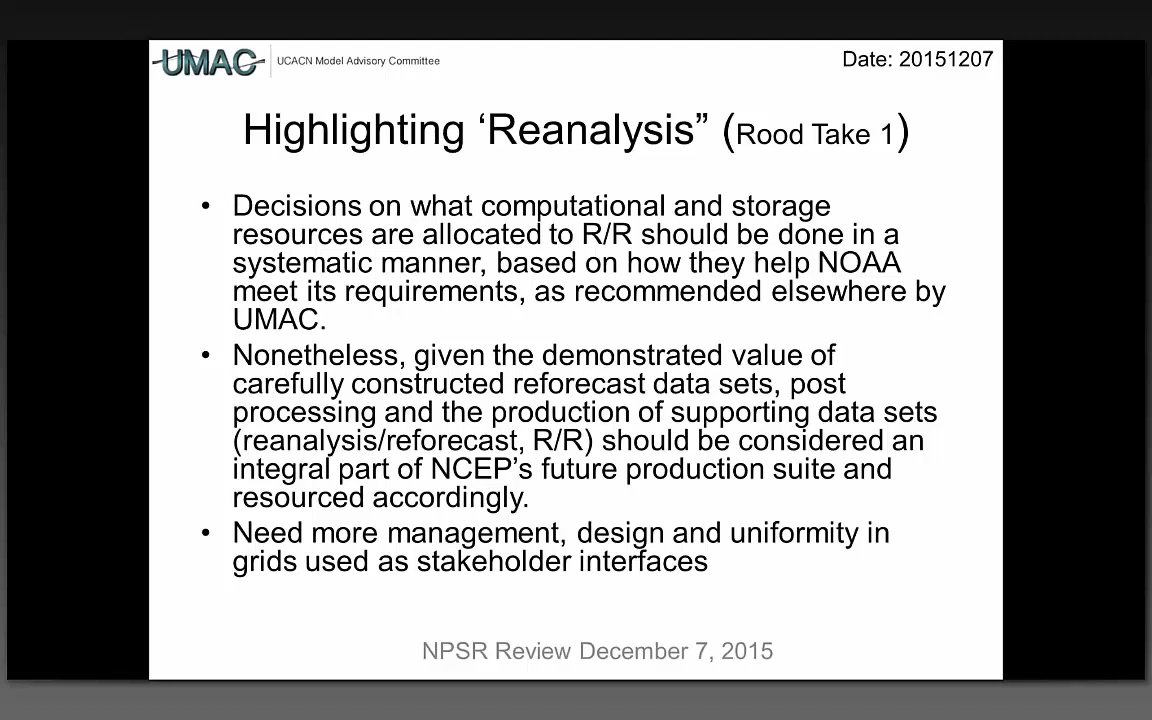 UMAC
UCACN Model Advisory Committee
Date: 20151207
Highlighting ‘Reanalysis” (Rood Take 1)
• Decisions on what computational and storage
resources are allocated to R/R should be done in a
systematic manner, based on how they help NOAA
meet its requirements, as recommended elsewhere by
UMAC.
• Nonetheless, given the demonstrated value of
carefully constructed reforecast data sets, post
processing and the production of supporting data sets
(reanalysis/reforecast, R/R) should be considered an
integral part of NCEP’s future production suite and
resourced accordingly.
• Need more management, design and uniformity in
grids used as stakeholder interfaces
NPSR Review December 7, 2015